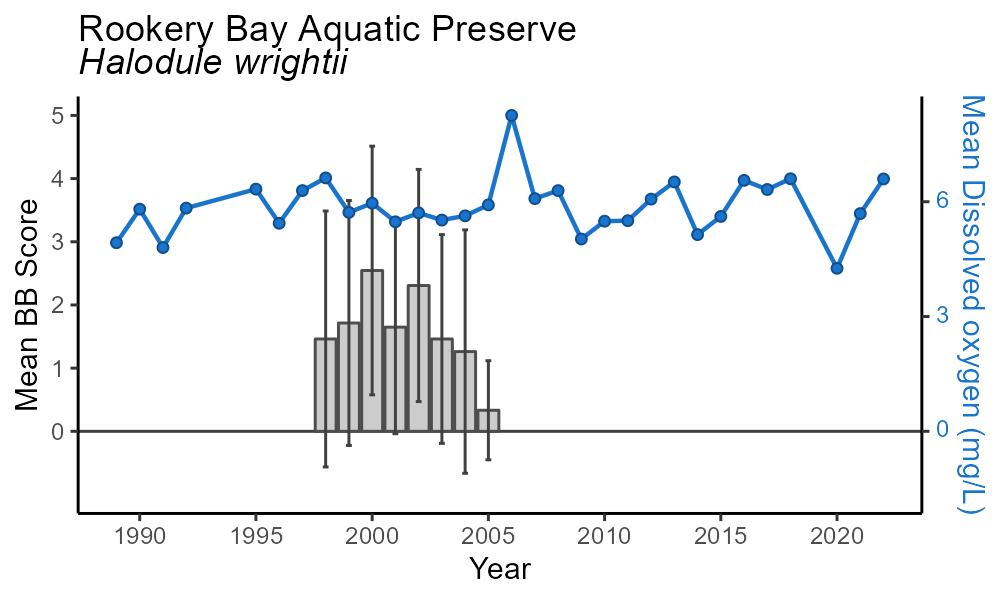 Rookery Bay Aquatic Preserve
Halodule wrightii
Mean BB Score
5
4
3
2
1
0
Mean Dissolved oxygen (mg/L)
6
3
0
1990 1995 2000 2005 2010 2015 2020
Year